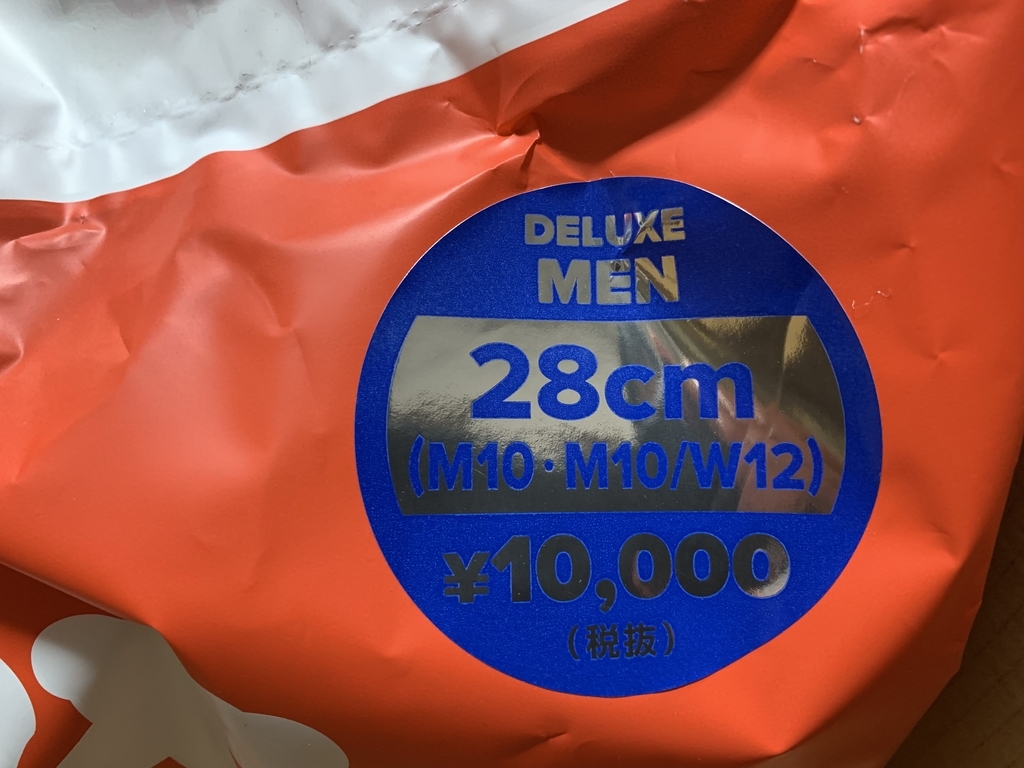 DELUXE
MEN
28cm
(M10・M10/W12)
¥10,000
(税抜)